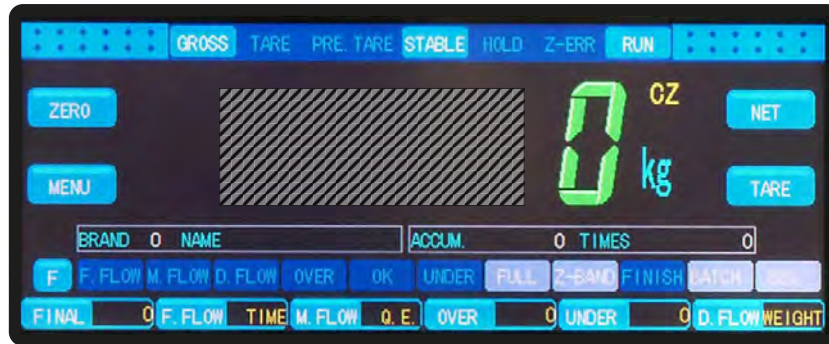 GROSS TARE PRE. TARE STABLE HOLD Z-ERR RUN
ZERO 0 CZ NET
MENU kg TARE
BRAND 0 NAME ACCUM. 0 TIMES 0
F F. FLOW M. FLOW D. FLOW OVER OK UNDER FULL Z-BAND FINISH BATCH
FINAL 0 F. FLOW TIME M. FLOW Q. E. OVER 0 UNDER 0 D. FLOW WEIGHT